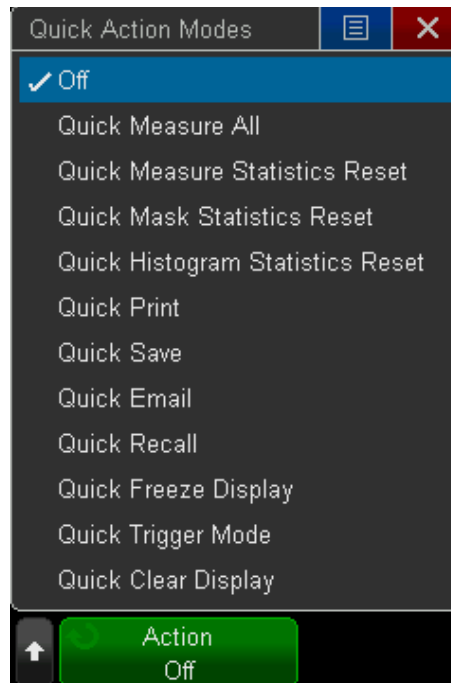 Quick Action Modes
Off
Quick Measure All
Quick Measure Statistics Reset
Quick Mask Statistics Reset
Quick Histogram Statistics Reset
Quick Print
Quick Save
Quick Email
Quick Recall
Quick Freeze Display
Quick Trigger Mode
Quick Clear Display
Action
Off